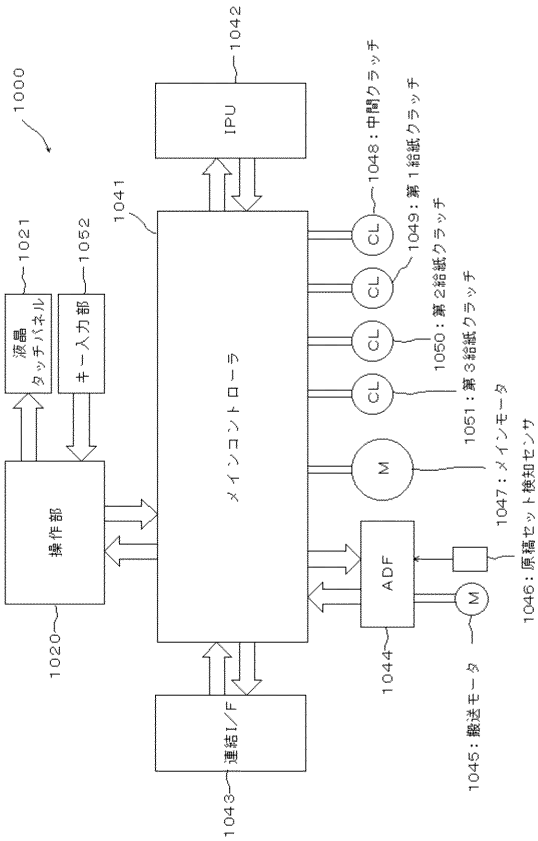 1000
液晶
タッチパネル
1021
キー入力部
1052
操作部
1020
メインコントローラ
1041
IPU
1042
連結I/F
1043
ADF
1044
M
1045：搬送モータ
1046：原稿セット検知センサ
M
1047：メインモータ
CL
1051：第3給紙クラッチ
CL
1050：第2給紙クラッチ
CL
1049：第1給紙クラッチ
CL
1048：中間クラッチ